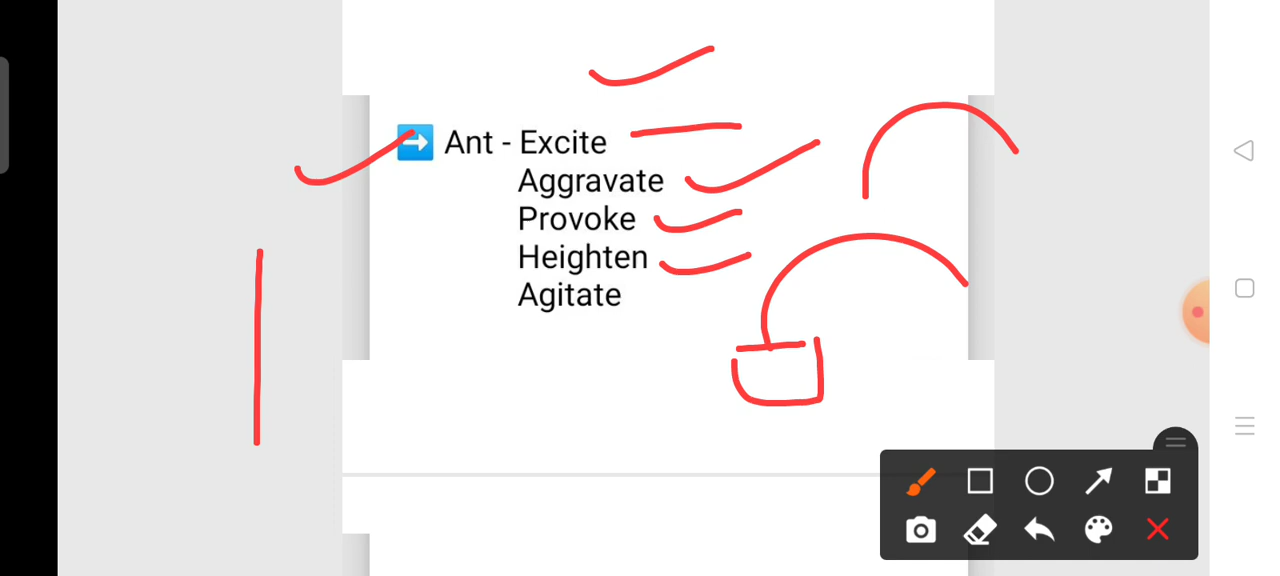 ➡️ Ant - Excite
Aggravate
Provoke
Heighten
Agitate